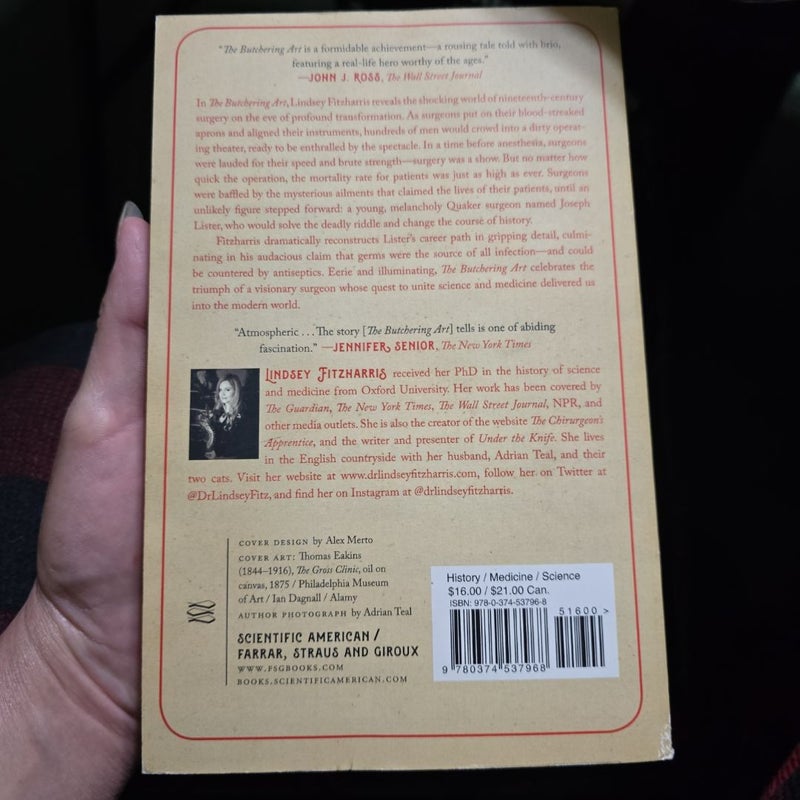 "The Butchering Art is a formidable achievement—a rousing tale told with brio,
featuring a real-life hero worthy of the ages."
—JOHN J. ROSS, The Wall Street Journal
In The Butchering Art, Lindsey Fitzharris reveals the shocking world of nineteenth-century
surgery on the eve of profound transformation. As surgeons put on their blood-streaked
aprons and aligned their instruments, hundreds of men would crowd into a dirty operat-
ing theater, ready to be enthralled by the spectacle. In a time before anesthesia, surgeons
were lauded for their speed and brute strength—surgery was a show. But no matter how
quick the operation, the mortality rate for patients was just as high as ever. Surgeons
were baffled by the mysterious ailments that claimed the lives of their patients, until an
unlikely figure stepped forward: a young, melancholy Quaker surgeon named Joseph
Lister, who would solve the deadly riddle and change the course of history.
Fitzharris dramatically reconstructs Lister's career path in gripping detail, culmi-
nating in his audacious claim that germs were the source of all infection—and could
be countered by antiseptics. Eerie and illuminating, The Butchering Art celebrates the
triumph of a visionary surgeon whose quest to unite science and medicine delivered us
into the modern world.
"Atmospheric . . . The story [The Butchering Art] tells is one of abiding
fascination." —JENNIFER SENIOR, The New York Times
LINDSEY FITZHARRIS received her PhD in the history of science
and medicine from Oxford University. Her work has been covered by
The Guardian, The New York Times, The Wall Street Journal, NPR, and
other media outlets. She is also the creator of the website The Chirurgeon's
Apprentice, and the writer and presenter of Under the Knife. She lives
in the English countryside with her husband, Adrian Teal, and their
two cats. Visit her website at www.drlindseyfitzharris.com, follow her on Twitter at
@DrLindseyFitz, and find her on Instagram at @drlindseyfitzharris.
COVER DESIGN by Alex Merto
COVER ART: Thomas Eakins
(1844–1916), The Gross Clinic, oil on
canvas, 1875 / Philadelphia Museum
of Art / Ian Dagnall / Alamy
AUTHOR PHOTOGRAPH by Adrian Teal
SCIENTIFIC AMERICAN /
FARRAR, STRAUS AND GIROUX
WWW.FSGBOOKS.COM
BOOKS.SCIENTIFICAMERICAN.COM
History / Medicine / Science
$16.00 / $21.00 Can.
ISBN: 978-0-374-53796-8
51600 >
9 780374 537968